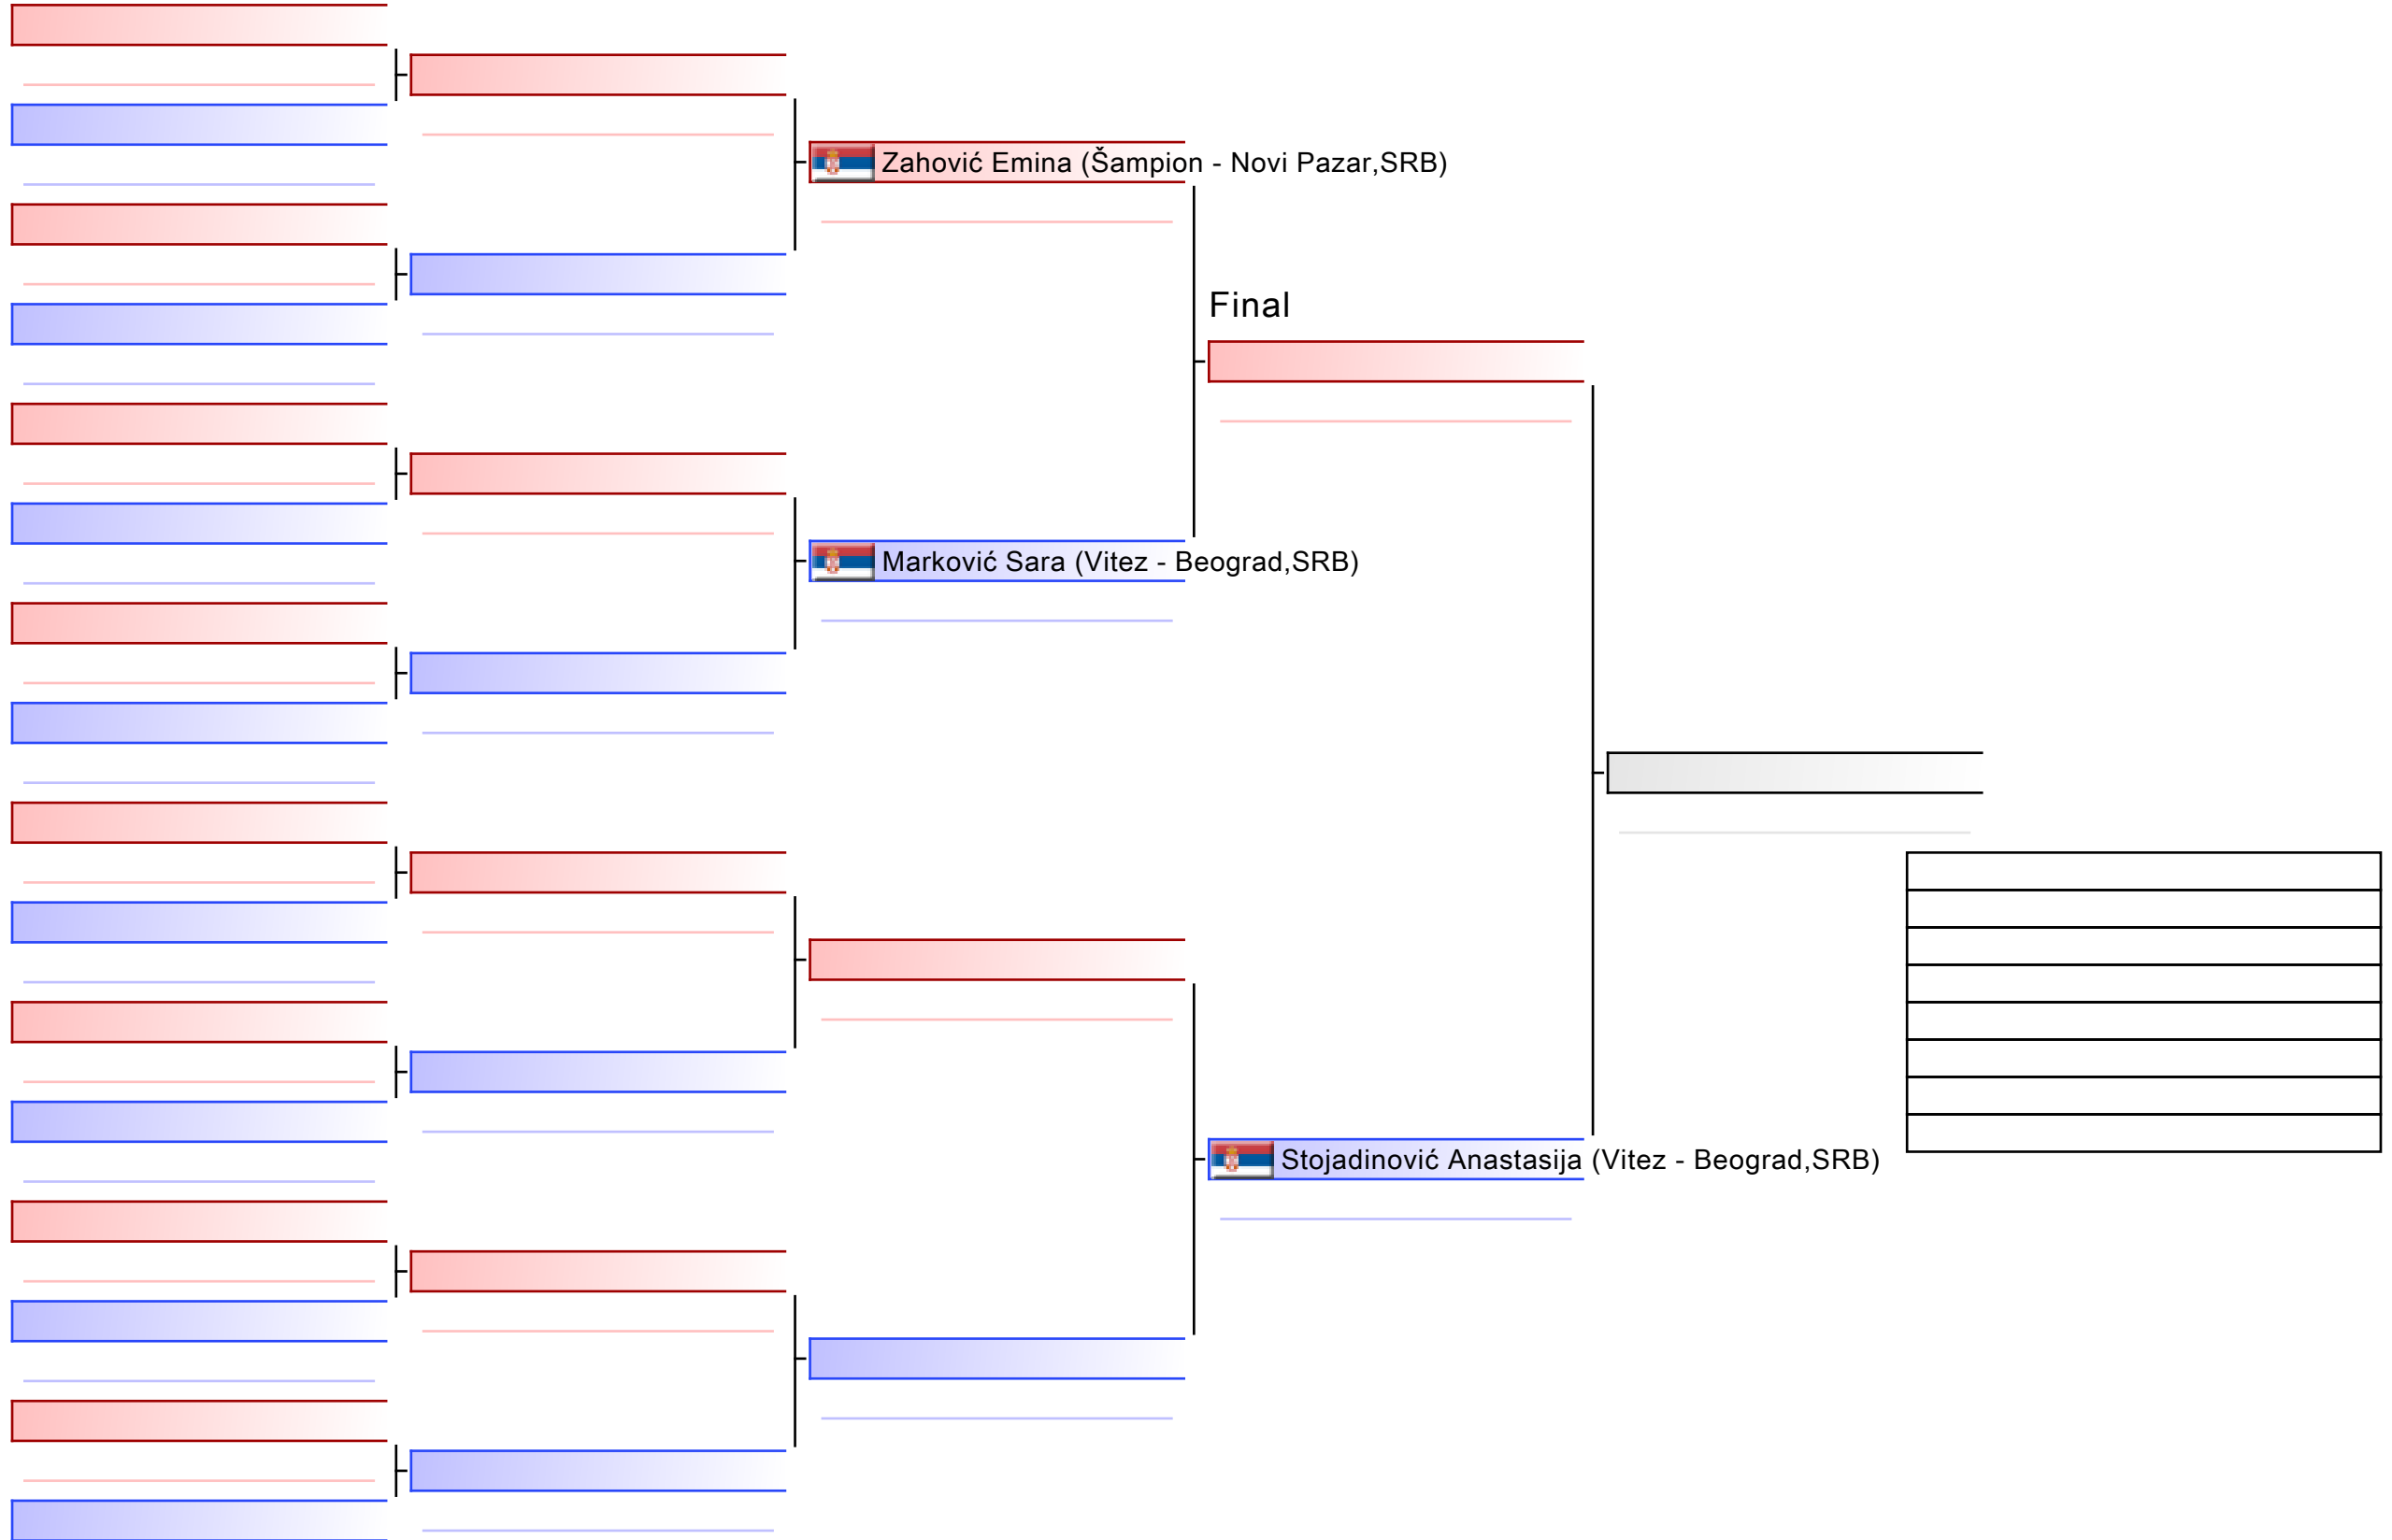 Zahović Emina (Šampion - Novi Pazar,SRB)
Final
Marković Sara (Vitez - Beograd,SRB)
Stojadinović Anastasija (Vitez - Beograd,SRB)